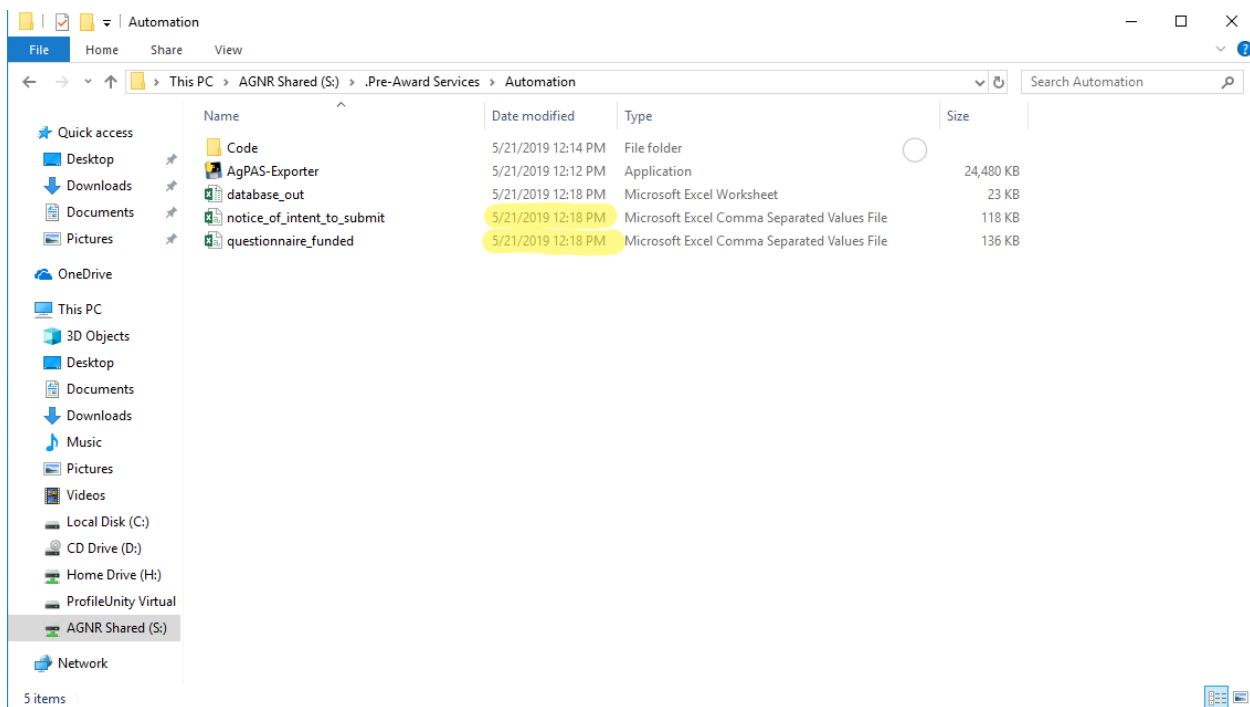 Automation
File Home Share View
This PC > AGNR Shared (S:) > .Pre-Award Services > Automation
Search Automation
Name Date modified Type Size
Code 5/21/2019 12:14 PM File folder
AgPAS-Exporter 5/21/2019 12:12 PM Application 24,480 KB
database_out 5/21/2019 12:18 PM Microsoft Excel Worksheet 23 KB
notice_of_intent_to_submit 5/21/2019 12:18 PM Microsoft Excel Comma Separated Values File 118 KB
questionnaire_funded 5/21/2019 12:18 PM Microsoft Excel Comma Separated Values File 136 KB
Quick access
Desktop
Downloads
Documents
Pictures
OneDrive
This PC
3D Objects
Desktop
Documents
Downloads
Music
Pictures
Videos
Local Disk (C:)
CD Drive (D:)
Home Drive (H:)
ProfileUnity Virtual
AGNR Shared (S:)
Network
5 items